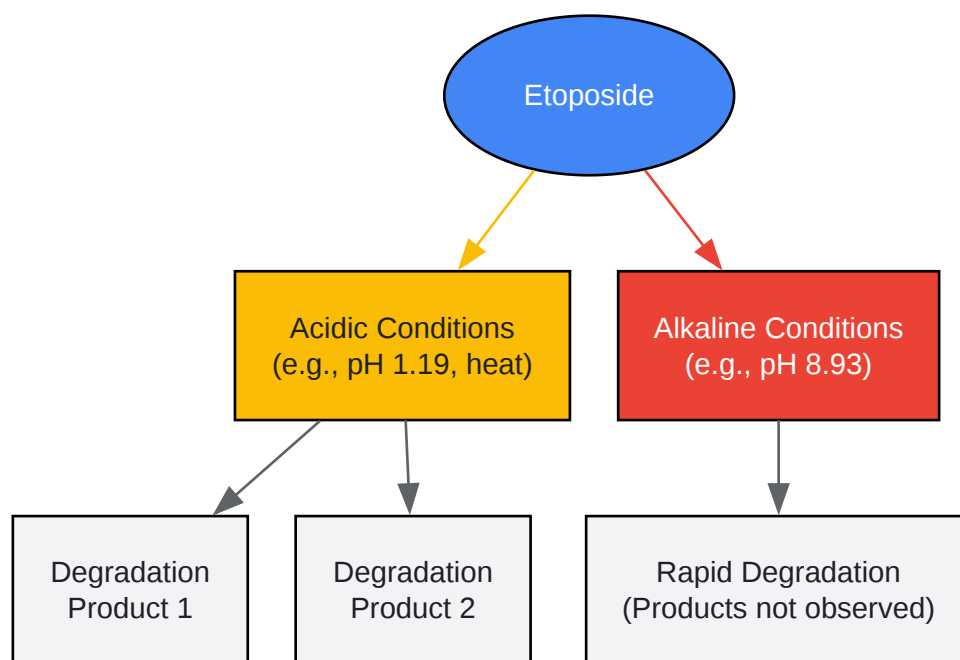 Etoposide
Acidic Conditions
(e.g., pH 1.19, heat)
Alkaline Conditions
(e.g., pH 8.93)
Degradation
Product 1
Degradation
Product 2
Rapid Degradation
(Products not observed)